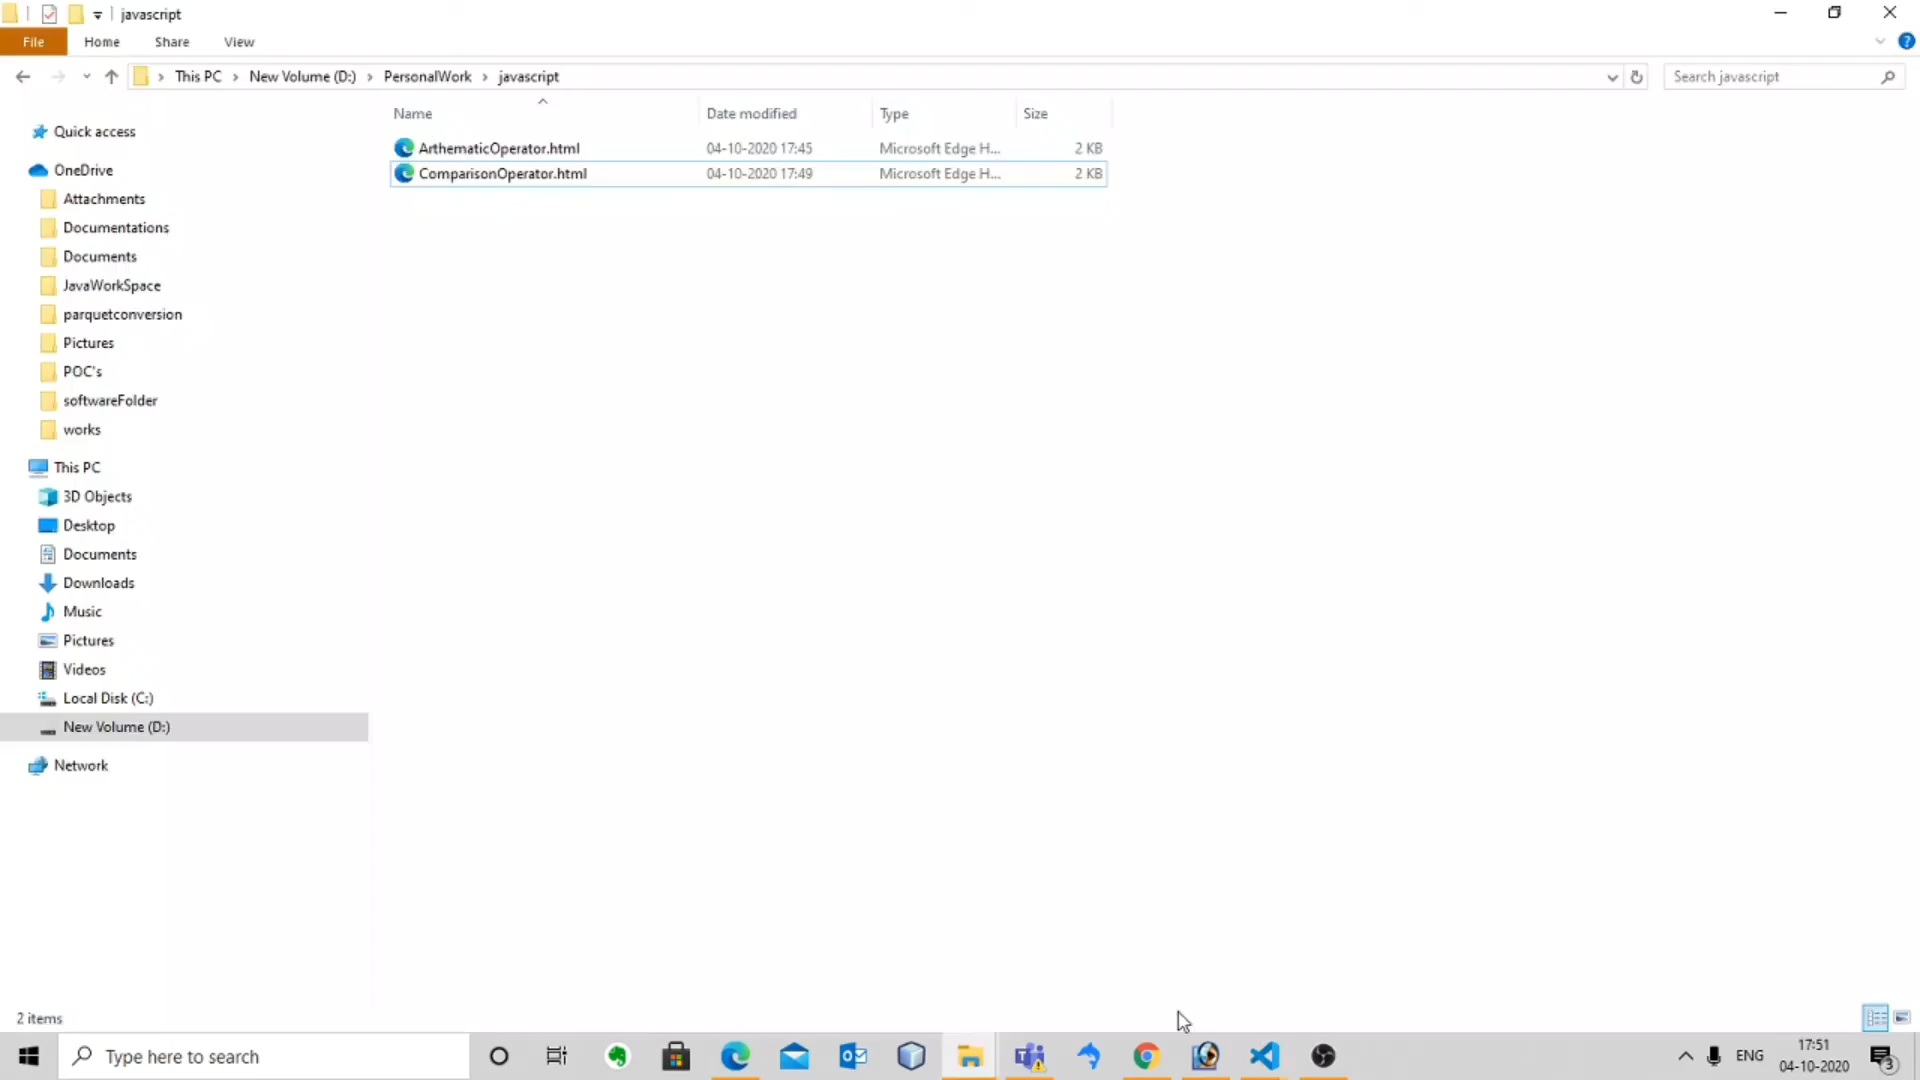 javascript
File Home Share View
This PC New Volume (D:) PersonalWork javascript Search javascript
Name Date modified Type Size
ArthematicOperator.html 04-10-2020 17:45 Microsoft Edge H... 2 KB
ComparisonOperator.html 04-10-2020 17:49 Microsoft Edge H... 2 KB
Quick access
OneDrive
Attachments
Documentations
Documents
JavaWorkSpace
parquetconversion
Pictures
POC's
softwareFolder
works
This PC
3D Objects
Desktop
Documents
Downloads
Music
Pictures
Videos
Local Disk (C:)
New Volume (D:)
Network
2 items
Type here to search
ENG
17:51
04-10-2020
3